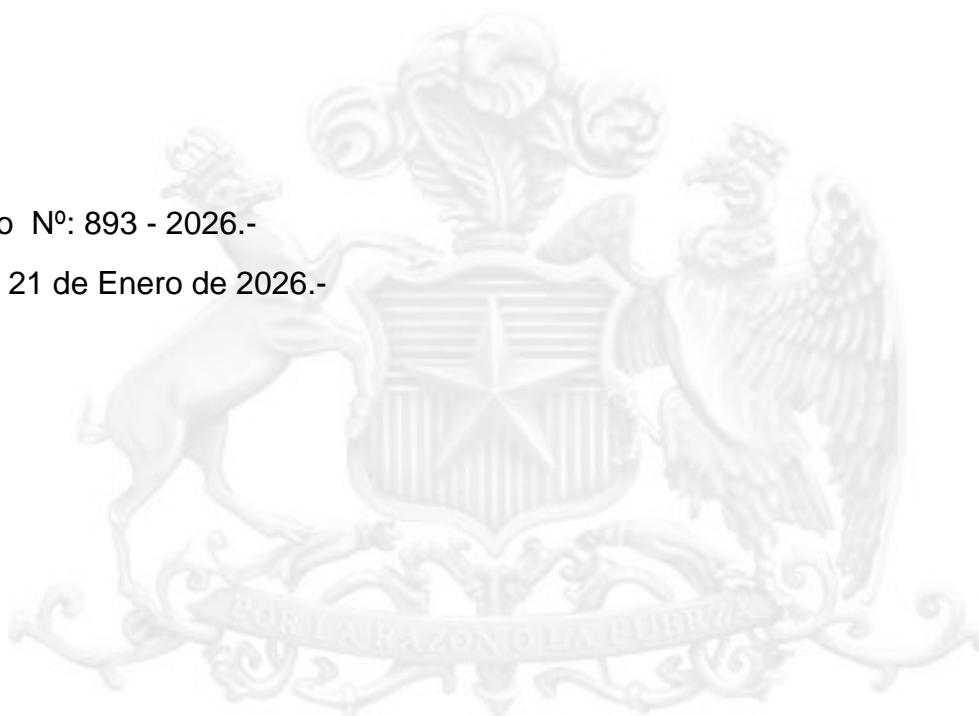 o Nº: 893 - 2026.-
21 de Enero de 2026.-
POR LA RAZON O LA FUERZA